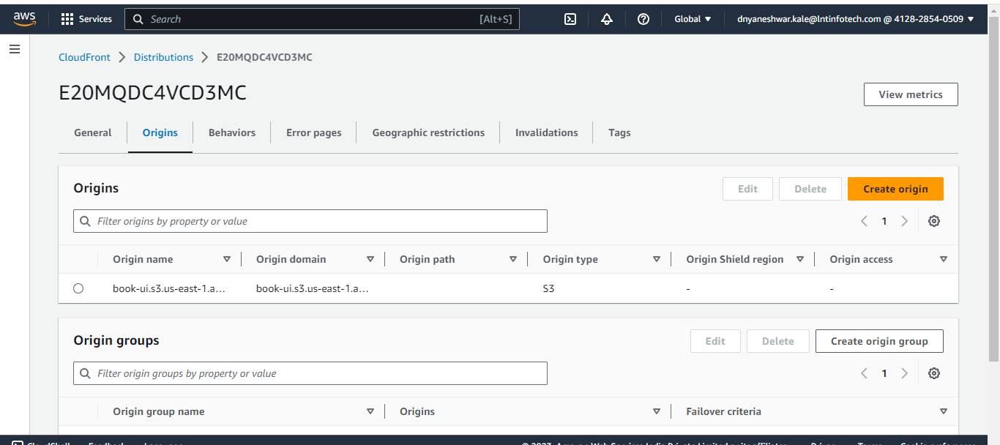 aws Services Search [Alt+S] Global dnyaneshwar.kale@lntinfotech.com @ 4128-2854-0509
CloudFront Distributions E20MQDC4VCD3MC
E20MQDC4VCD3MC
View metrics
General Origins Behaviors Error pages Geographic restrictions Invalidations Tags
Origins Edit Delete Create origin
Filter origins by property or value 1
Origin name Origin domain Origin path Origin type Origin Shield region Origin access
book-ui.s3.us-east-1.a... book-ui.s3.us-east-1.a... S3 - -
Origin groups Edit Delete Create origin group
Filter origin groups by property or value 1
Origin group name Origins Failover criteria
CloudShell Feedback